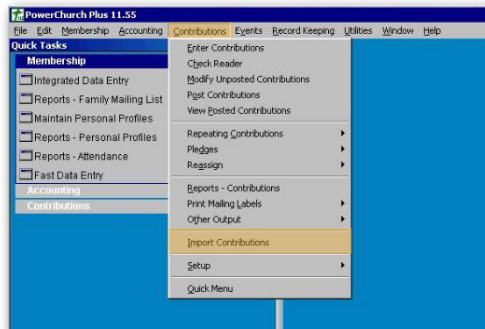 PowerChurch Plus 11.55
File Edit Membership Accounting Contributions Events Record Keeping Utilities Window Help
Quick Tasks
Membership
Integrated Data Entry
Reports - Family Mailing List
Maintain Personal Profiles
Reports - Personal Profiles
Reports - Attendance
Fast Data Entry
Accounting
Contributions
Enter Contributions
Check Reader
Modify Unposted Contributions
Post Contributions
View Posted Contributions
Repeating Contributions
Pledges
Reassign
Reports - Contributions
Print Mailing Labels
Other Output
Import Contributions
Setup
Quick Menu